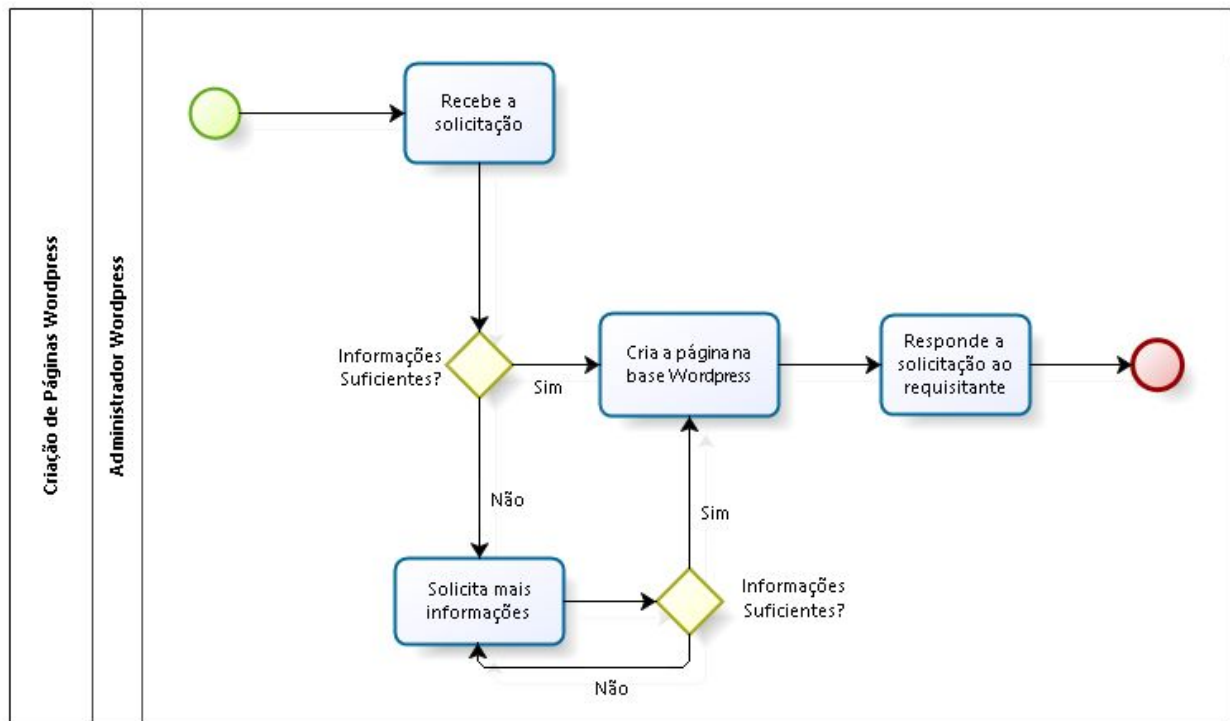 Criação de Páginas Wordpress
Administrador Wordpress
Recebe a
solicitação
Informações
Suficientes?
Sim
Cria a página na
base Wordpress
Responde a
solicitação ao
requisitante
Não
Sim
Solicita mais
informações
Informações
Suficientes?
Não